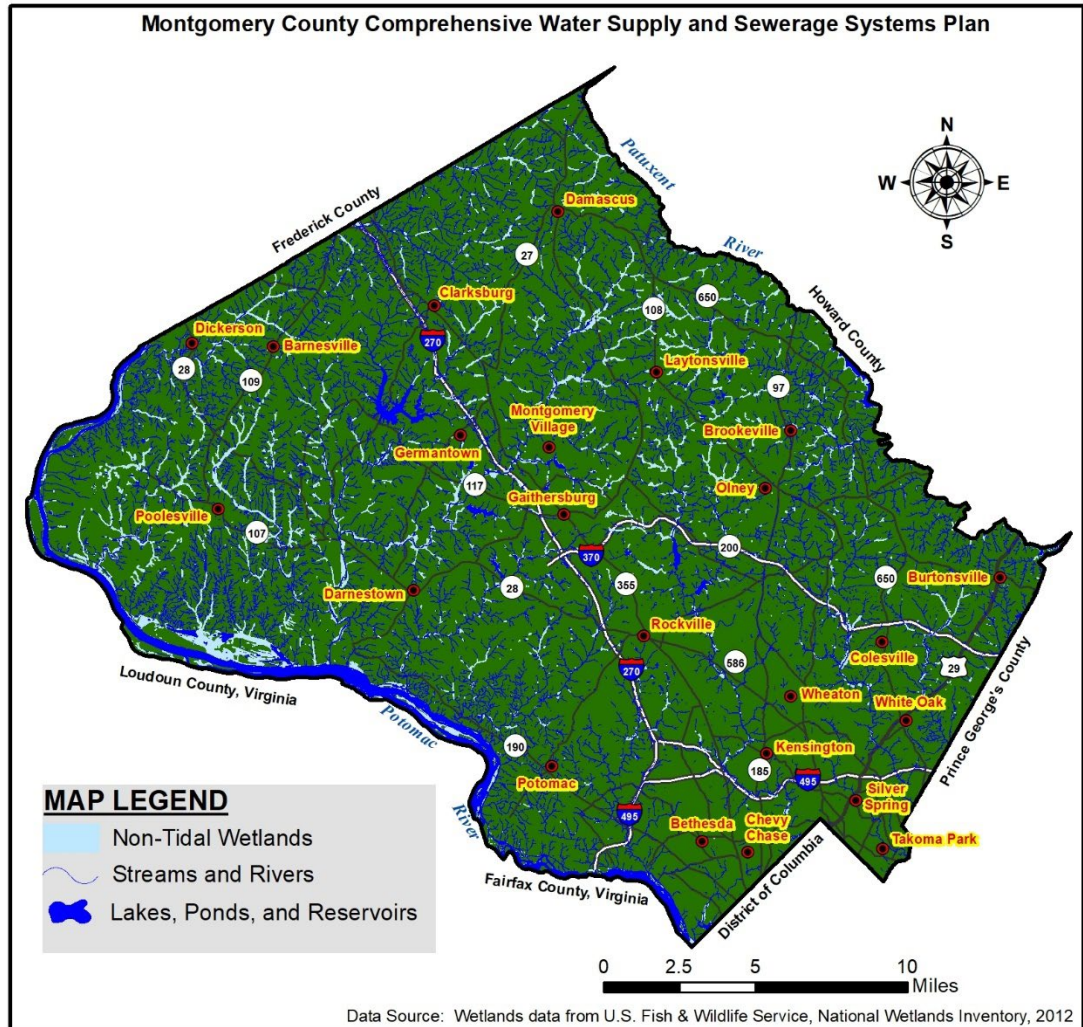 Montgomery County Comprehensive Water Supply and Sewerage Systems Plan
N
W
E
S
Patuxent
River
Frederick County
Howard County
Damascus
27
650
108
Clarksburg
270
Dickerson
Barnesville
28
109
Laytonsville
97
Montgomery
Village
Brookeville
Germantown
117
Gaithersburg
Olney
Poolesville
107
200
370
28
355
650
Burtonsville
Darnestown
Rockville
586
270
Colesville
29
Wheaton
White Oak
Prince George's County
Loudoun County, Virginia
Potomac
River
190
Potomac
Kensington
185
495
Silver
Spring
495
Bethesda
Chevy
Chase
Takoma Park
District of Columbia
Fairfax County, Virginia
MAP LEGEND
Non-Tidal Wetlands
Streams and Rivers
Lakes, Ponds, and Reservoirs
0 2.5 5 10
Miles
Data Source: Wetlands data from U.S. Fish & Wildlife Service, National Wetlands Inventory, 2012